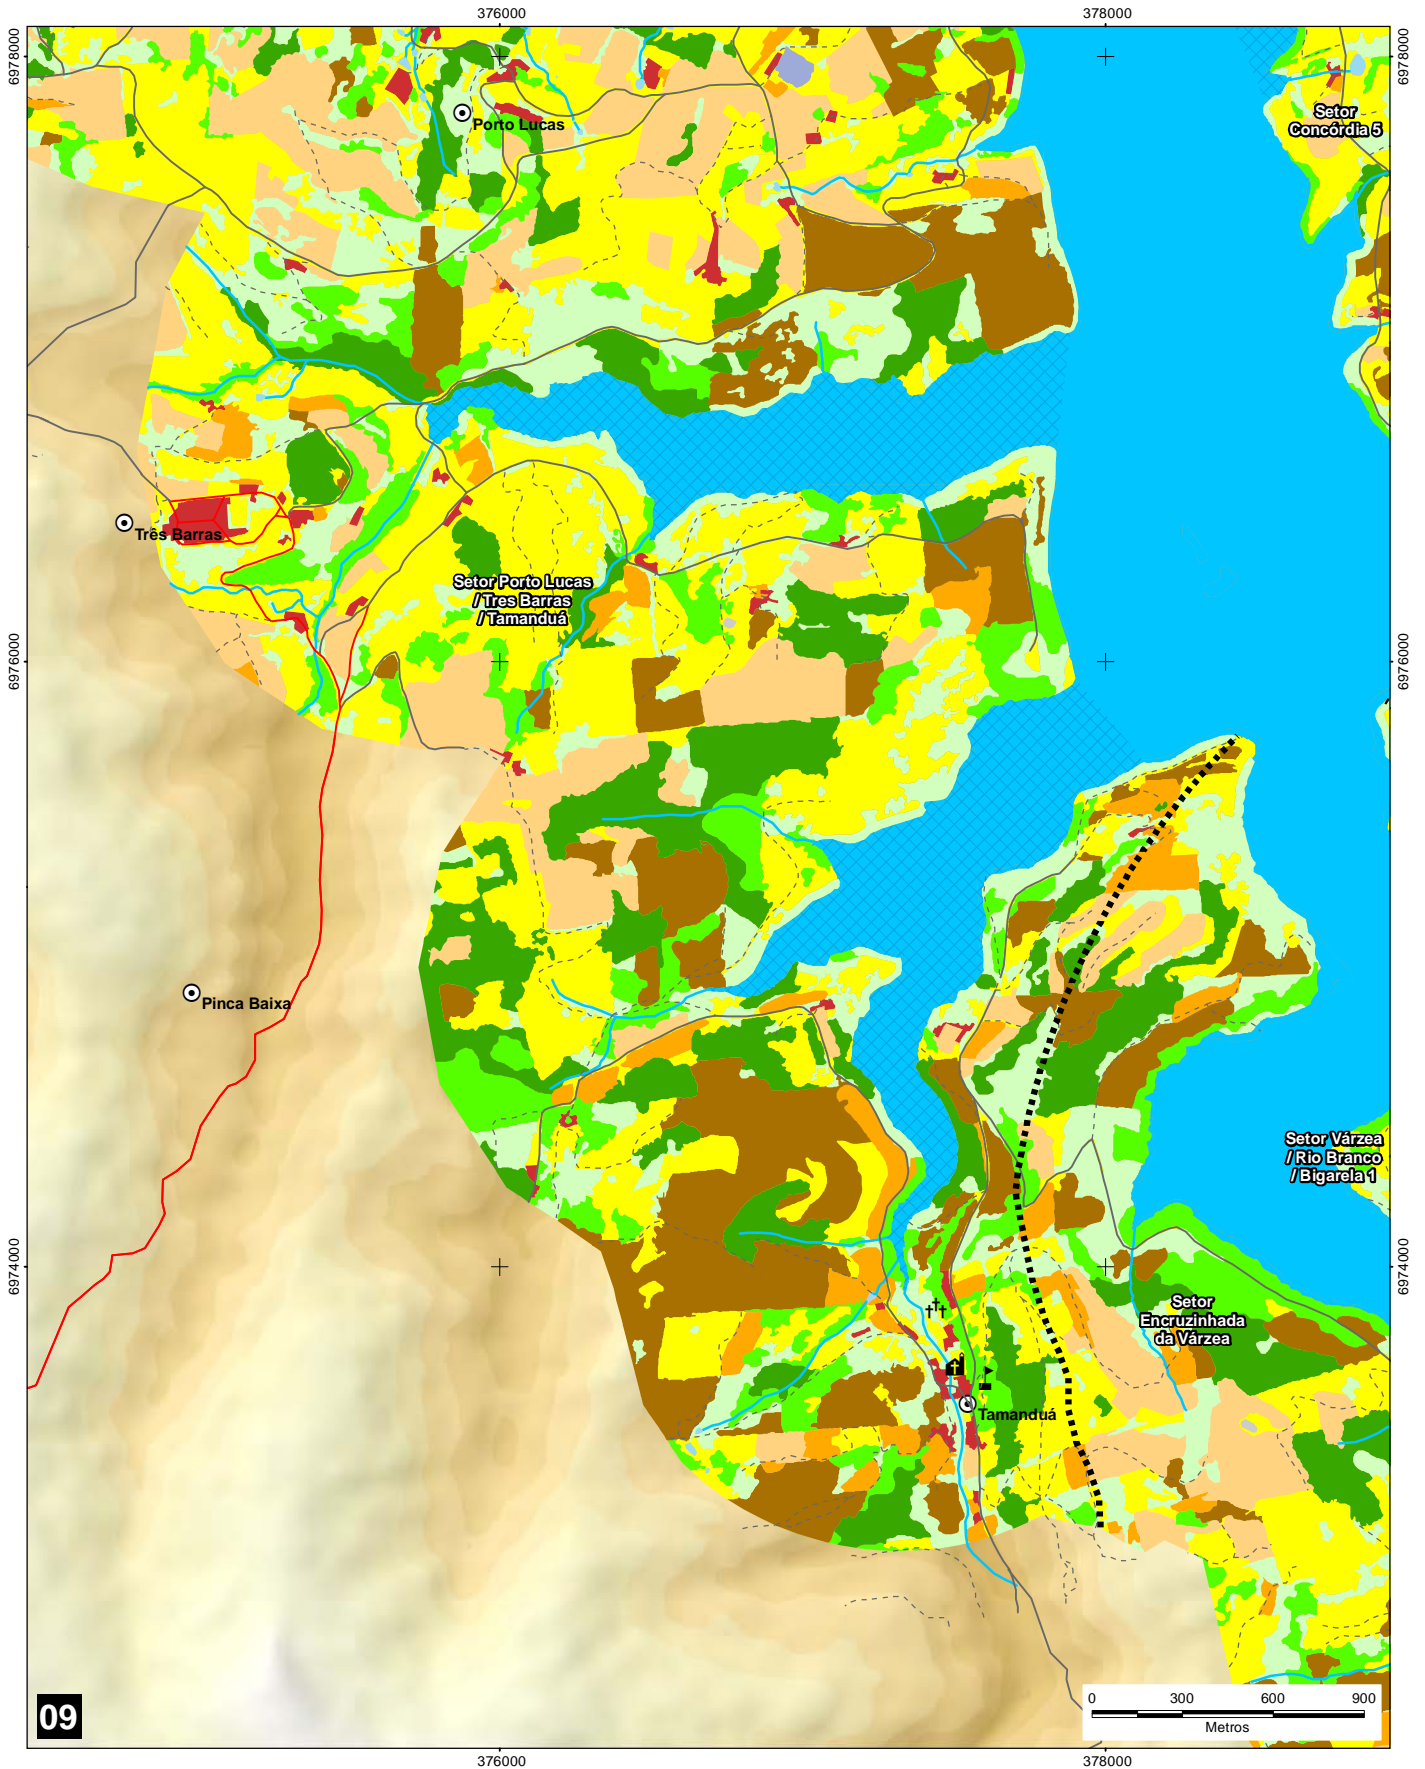 376000
378000
6978000
6978000
Setor
Concórdia 5
Porto Lucas
Três Barras
Setor Porto Lucas
/ Tres Barras
/ Tamanduá
6976000
6976000
Pinca Baixa
Setor Várzea
/ Rio Branco
/ Bigarela 1
6974000
6974000
Setor
Encruzinhada
da Várzea
Tamanduá
09
0 300 600 900
Metros
376000
378000